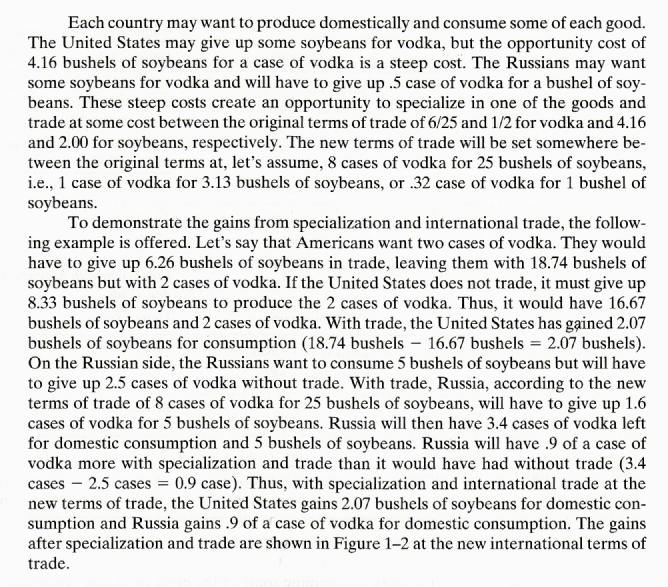 Each country may want to produce domestically and consume some of each good.
The United States may give up some soybeans for vodka, but the opportunity cost of
4.16 bushels of soybeans for a case of vodka is a steep cost. The Russians may want
some soybeans for vodka and will have to give up .5 case of vodka for a bushel of soy-
beans. These steep costs create an opportunity to specialize in one of the goods and
trade at some cost between the original terms of trade of 6/25 and 1/2 for vodka and 4.16
and 2.00 for soybeans, respectively. The new terms of trade will be set somewhere be-
tween the original terms at, let's assume, 8 cases of vodka for 25 bushels of soybeans,
i.e., 1 case of vodka for 3.13 bushels of soybeans, or .32 case of vodka for 1 bushel of
soybeans.
To demonstrate the gains from specialization and international trade, the follow-
ing example is offered. Let's say that Americans want two cases of vodka. They would
have to give up 6.26 bushels of soybeans in trade, leaving them with 18.74 bushels of
soybeans but with 2 cases of vodka. If the United States does not trade, it must give up
8.33 bushels of soybeans to produce the 2 cases of vodka. Thus, it would have 16.67
bushels of soybeans and 2 cases of vodka. With trade, the United States has gained 2.07
bushels of soybeans for consumption (18.74 bushels − 16.67 bushels = 2.07 bushels).
On the Russian side, the Russians want to consume 5 bushels of soybeans but will have
to give up 2.5 cases of vodka without trade. With trade, Russia, according to the new
terms of trade of 8 cases of vodka for 25 bushels of soybeans, will have to give up 1.6
cases of vodka for 5 bushels of soybeans. Russia will then have 3.4 cases of vodka left
for domestic consumption and 5 bushels of soybeans. Russia will have .9 of a case of
vodka more with specialization and trade than it would have had without trade (3.4
cases − 2.5 cases = 0.9 case). Thus, with specialization and international trade at the
new terms of trade, the United States gains 2.07 bushels of soybeans for domestic con-
sumption and Russia gains .9 of a case of vodka for domestic consumption. The gains
after specialization and trade are shown in Figure 1–2 at the new international terms of
trade.